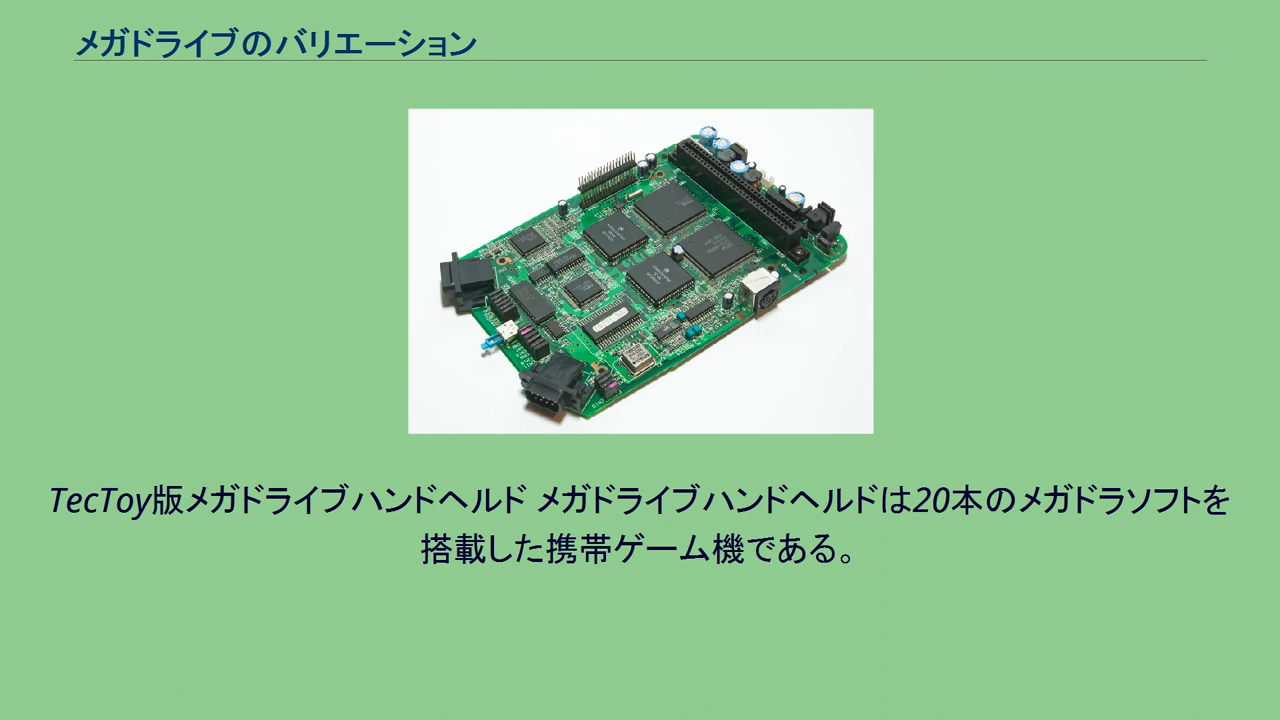 メガドライブのバリエーション
TecToy版メガドライブハンドヘルド メガドライブハンドヘルドは20本のメガドラソフトを
搭載した携帯ゲーム機である。